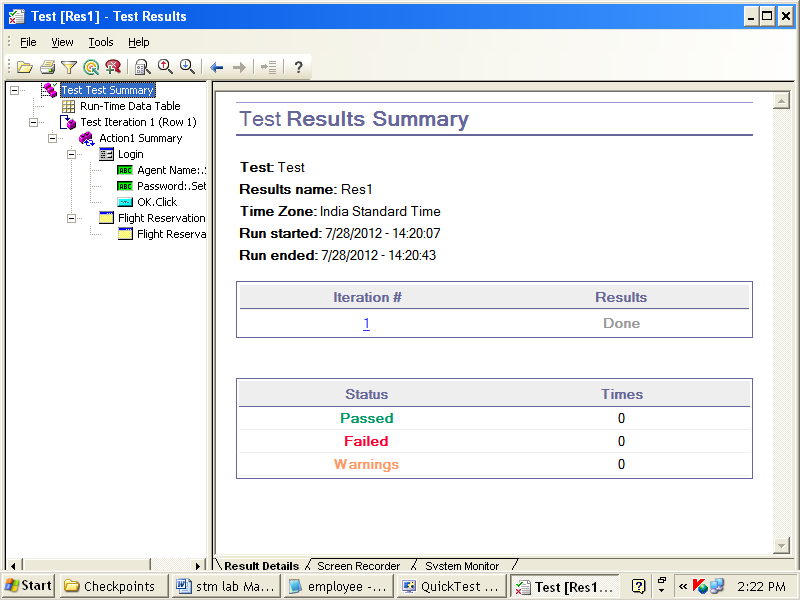 Test [Res1] - Test Results
File View Tools Help
Test Test Summary
Run-Time Data Table
Test Iteration 1 (Row 1)
Action1 Summary
Login
ABC Agent Name:.S
ABC Password:.Set
OK.Click
Flight Reservation
Flight Reserva
Test Results Summary
Test: Test
Results name: Res1
Time Zone: India Standard Time
Run started: 7/28/2012 - 14:20:07
Run ended: 7/28/2012 - 14:20:43
Iteration # Results
1 Done
Status Times
Passed 0
Failed 0
Warnings 0
Result Details Screen Recorder System Monitor
Start Checkpoints stm lab Ma... employee -... QuickTest ... Test [Res1... 2:22 PM